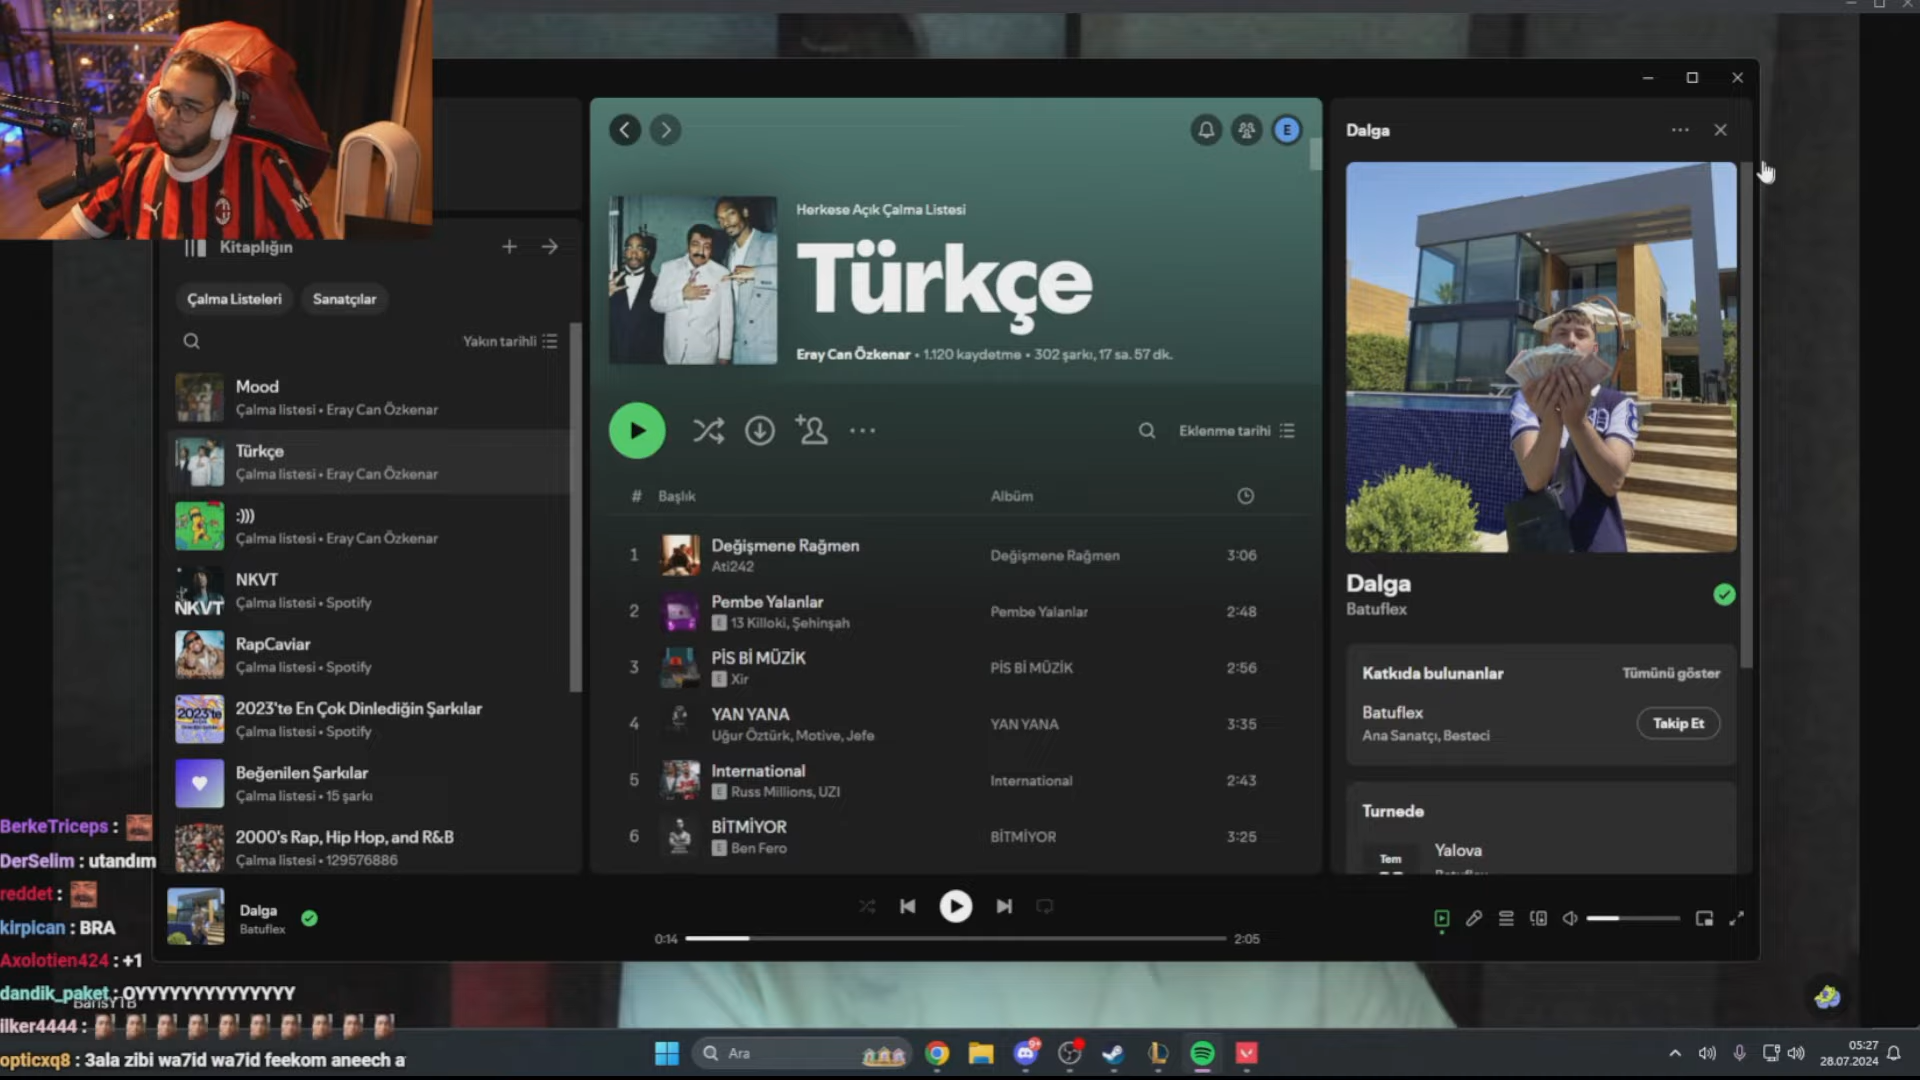 Kitaplığın
Çalma Listeleri
Sanatçılar
Yakın tarihli
Mood
Çalma listesi • Eray Can Özkenar
Türkçe
Çalma listesi • Eray Can Özkenar
:)))
Çalma listesi • Eray Can Özkenar
NKVT
NKVT
Çalma listesi • Spotify
RapCaviar
Çalma listesi • Spotify
2023'te En Çok Dinlediğin Şarkılar
Çalma listesi • Spotify
Beğenilen Şarkılar
Çalma listesi • 15 şarkı
2000's Rap, Hip Hop, and R&B
Çalma listesi • 129576886
E
Herkese Açık Çalma Listesi
Türkçe
Eray Can Özkenar • 1.120 kaydetme • 302 şarkı, 17 sa. 57 dk.
Eklenme tarihi
# Başlık Albüm
1 Değişmene Rağmen Değişmene Rağmen 3:06
Ati242
2 Pembe Yalanlar Pembe Yalanlar 2:48
E 13 Killoki, Şehinşah
3 PİS Bİ MÜZİK PİS Bİ MÜZİK 2:56
E Xir
4 YAN YANA YAN YANA 3:35
Uğur Öztürk, Motive, Jefe
5 International International 2:43
E Russ Millions, UZI
6 BİTMİYOR BİTMİYOR 3:25
E Ben Fero
Dalga
Dalga
Batuflex
Katkıda bulunanlar
Tümünü göster
Batuflex
Ana Sanatçı, Besteci
Takip Et
Turnede
Tem
Yalova
Dalga
Batuflex
0:14
2:05
BerkeTriceps :
DerSelim : utandım
reddet :
kirpican : BRA
Axolotien424 : +1
dandik_paket : OYYYYYYYYYYYYYY
BarisYTB
ilker4444 :
opticxq8 : 3ala zibi wa7id wa7id feekom aneech a
Ara
9+
05:27
28.07.2024